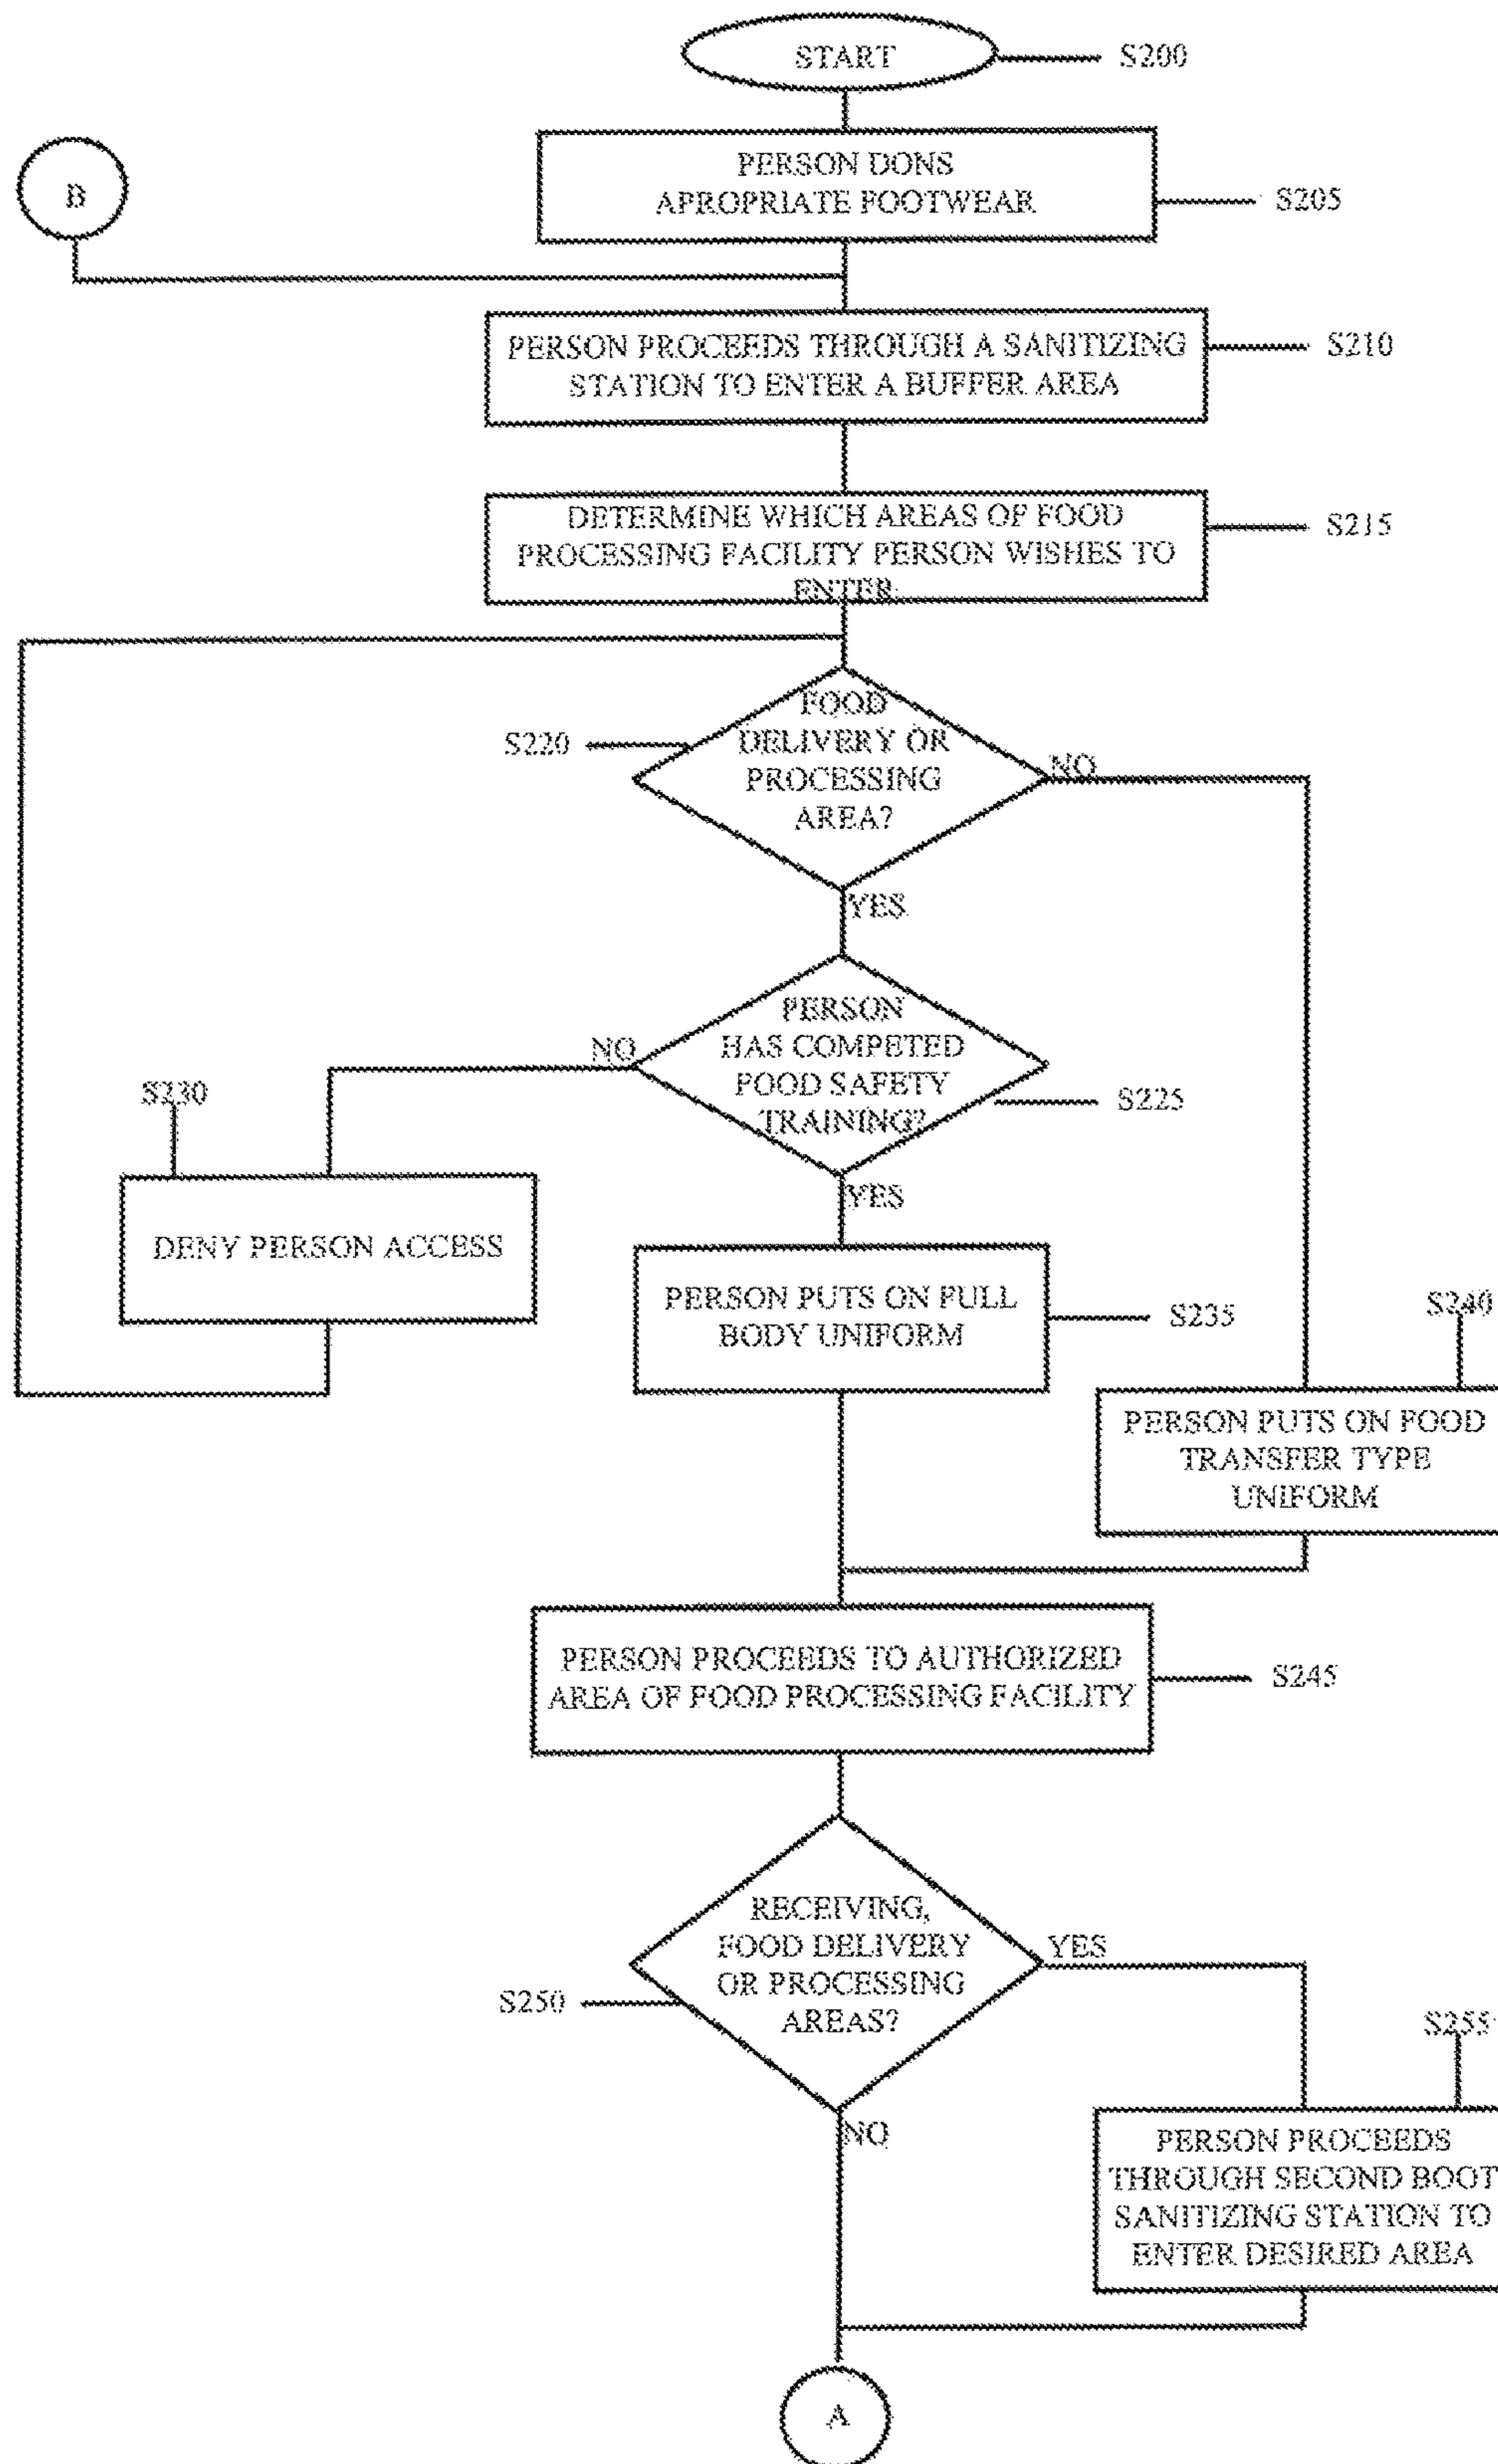 START
S200
B
PERSON DONS
APROPRIATE FOOTWEAR
S205
PERSON PROCEEDS THROUGH A SANITIZING
STATION TO ENTER A BUFFER AREA
S210
DETERMINE WHICH AREAS OF FOOD
PROCESSING FACILITY PERSON WISHES TO
ENTER
S215
FOOD
DELIVERY OR
PROCESSING
AREA?
S220
NO
YES
PERSON
HAS COMPETED
FOOD SAFETY
TRAINING?
NO
S225
S230
YES
DENY PERSON ACCESS
PERSON PUTS ON FULL
BODY UNIFORM
S235
S240
PERSON PUTS ON FOOD
TRANSFER TYPE
UNIFORM
PERSON PROCEEDS TO AUTHORIZED
AREA OF FOOD PROCESSING FACILITY
S245
RECEIVING,
FOOD DELIVERY
OR PROCESSING
AREAS?
YES
S250
S255
NO
PERSON PROCEEDS
THROUGH SECOND BOOT
SANITIZING STATION TO
ENTER DESIRED AREA
A